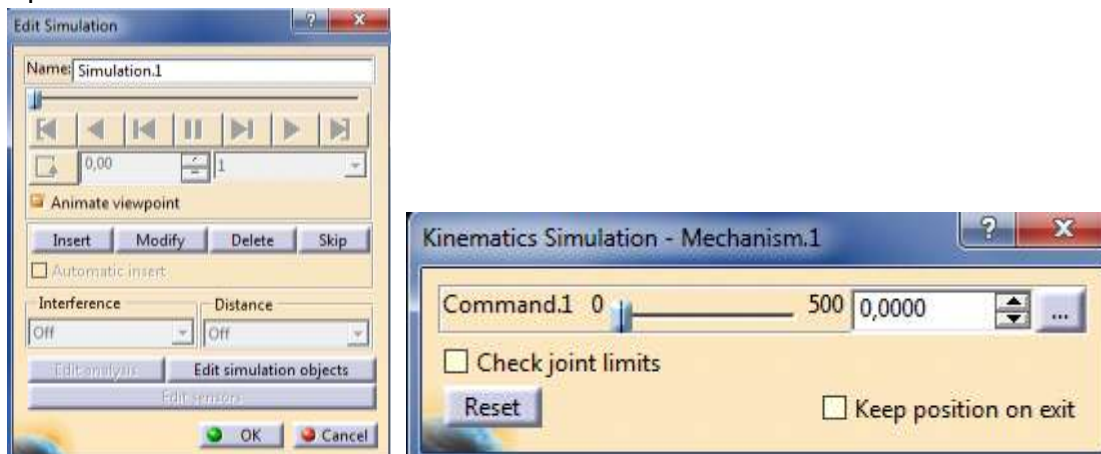 Edit Simulation
Name: Simulation.1
0,00 1
Animate viewpoint
Insert Modify Delete Skip
Automatic insert
Interference Distance
Off Off
Edit analysis Edit simulation objects
Edit sensors
OK Cancel
Kinematics Simulation - Mechanism.1
Command.1 0 500 0,0000 ...
Check joint limits
Reset Keep position on exit